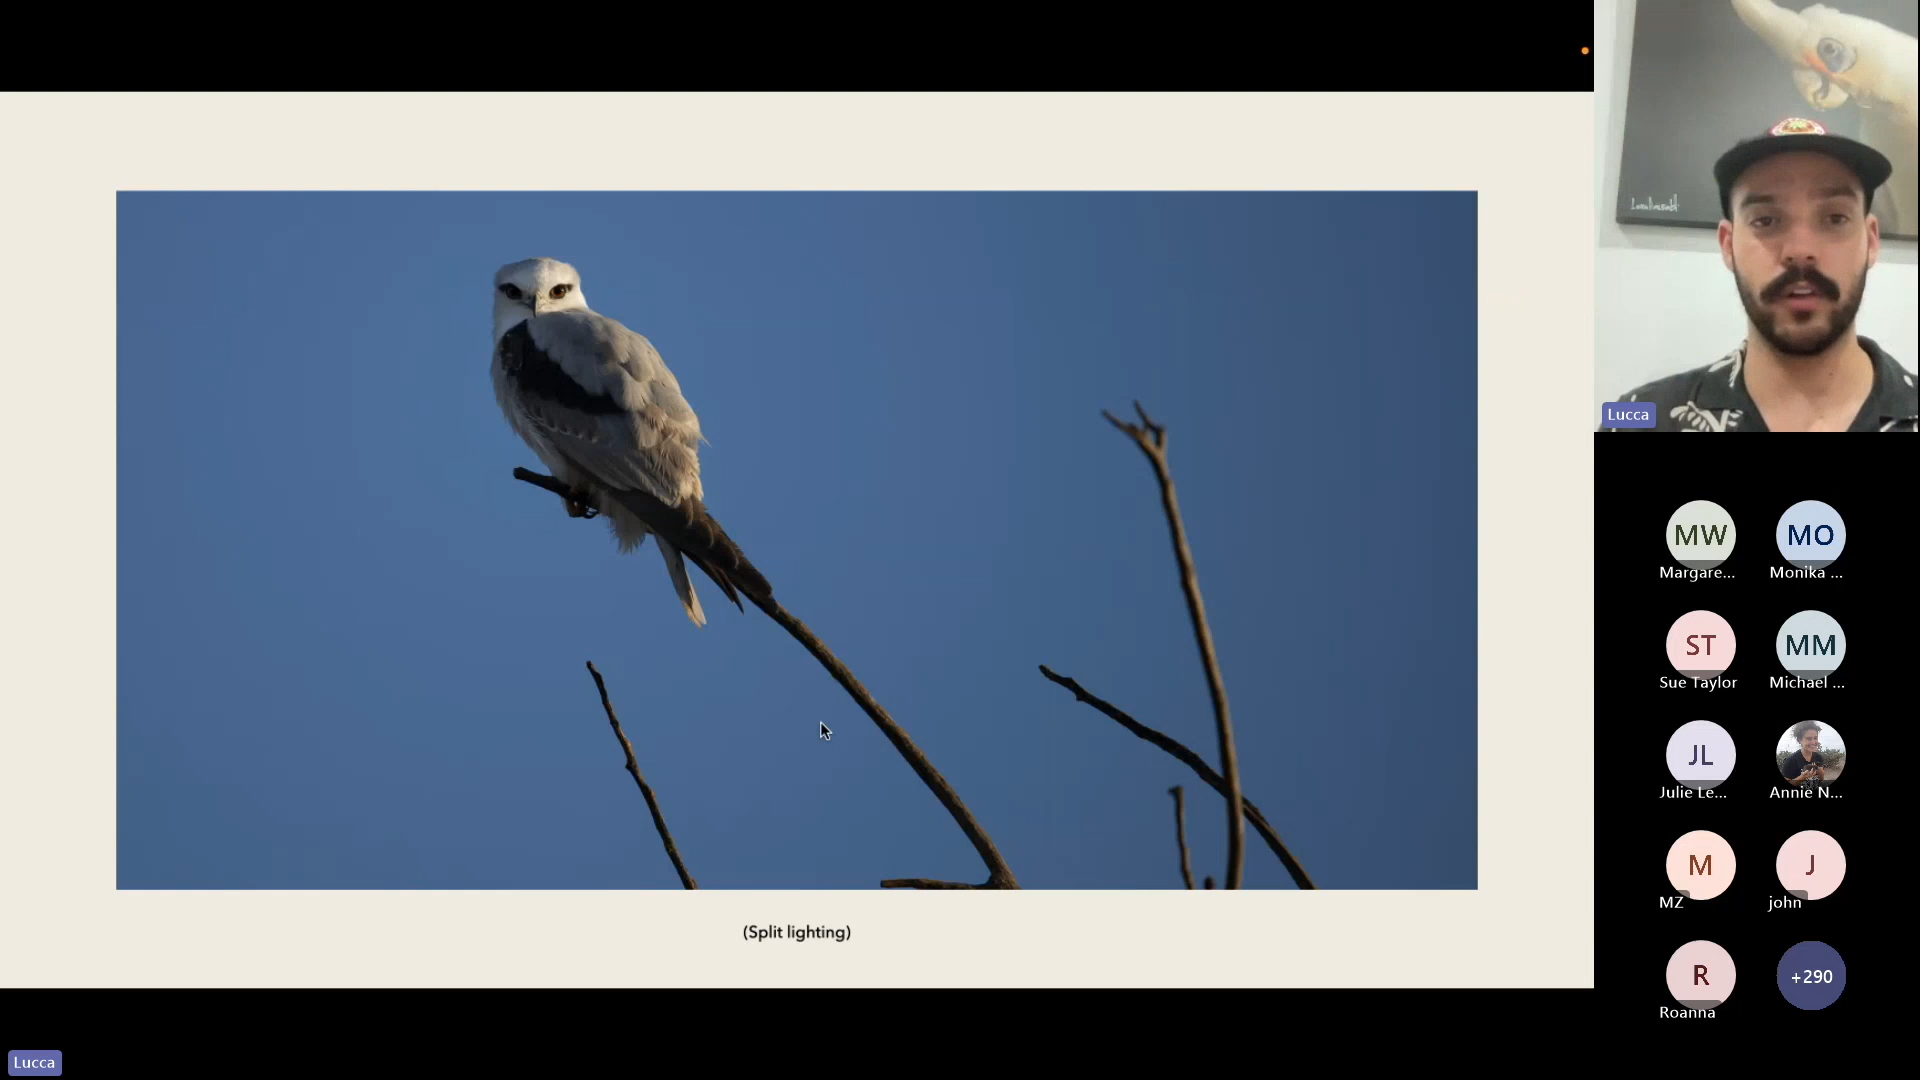 (Split lighting)
Lucca
Lucca
MW
Margare...
MO
Monika ...
ST
Sue Taylor
MM
Michael ...
JL
Julie Le...
Annie N...
M
MZ
J
john
R
Roanna
+290